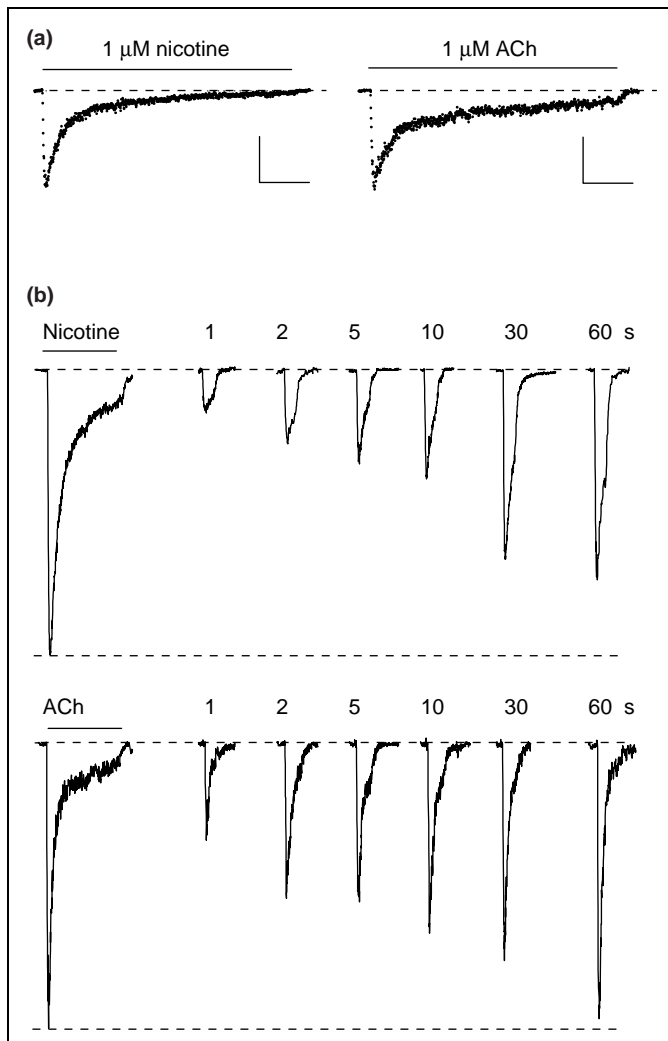 (a)
1 μM nicotine 1 μM ACh
(b)
Nicotine 1 2 5 10 30 60 s
ACh 1 2 5 10 30 60 s